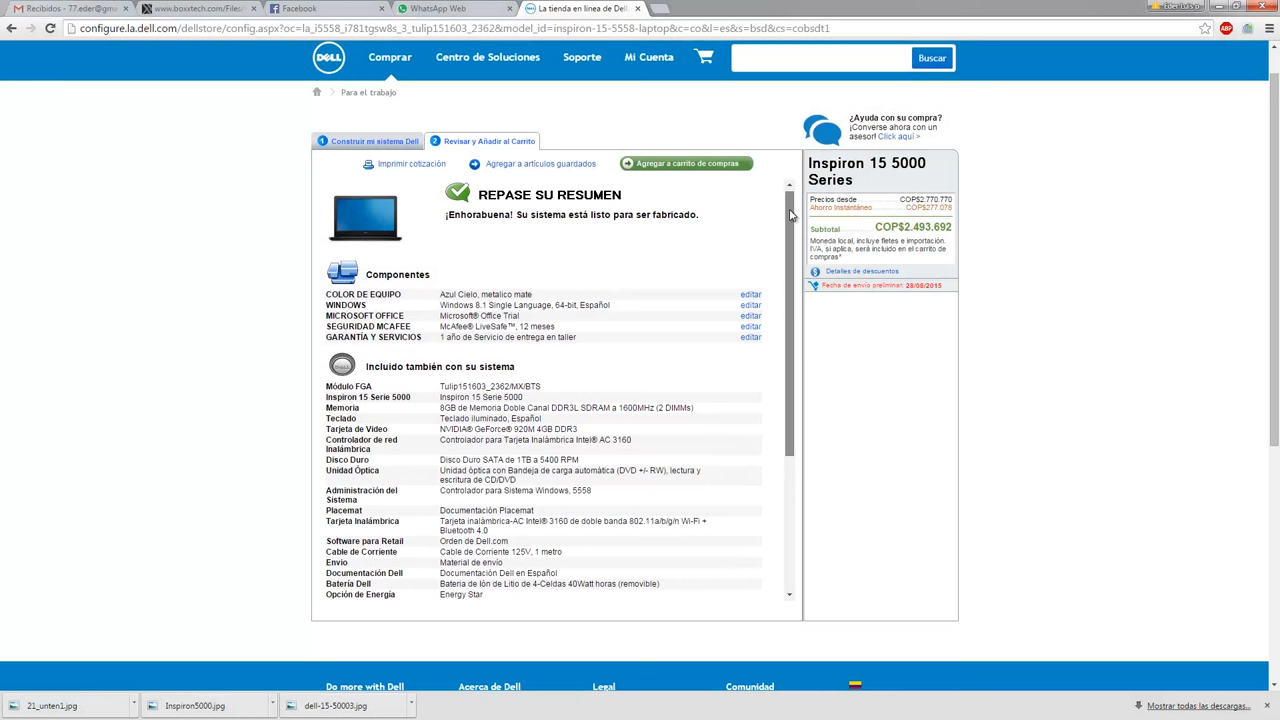 Recibidos - 77.eder@gm
https://www.boxxtech.com/Files/
Facebook
WhatsApp Web
La tienda en línea de Dell.
configure.la.dell.com/dellstore/config.aspx?oc=la_i5558_i781tgsw8s_3_tulip151603_2362&model_id=inspiron-15-5558-laptop&c=co&l=es&s=bsd&cs=cobsdt1
ABP
DELL
Comprar
Centro de Soluciones
Soporte
Mi Cuenta
Buscar
Para el trabajo
¿Ayuda con su compra?
¡Converse ahora con un
asesor! Click aquí >
1 Construir mi sistema Dell
2 Revisar y Añadir al Carrito
Imprimir cotización
Agregar a artículos guardados
Agregar a carrito de compras
Inspiron 15 5000
Series
Precios desde COP$2.770.770
Ahorro Instantáneo COP$277.078
Subtotal COP$2.493.692
Moneda local, incluye fletes e importación.
IVA, si aplica, será incluido en el carrito de
compras*
Detalles de descuentos
Fecha de envío preliminar: 28/08/2015
REPASE SU RESUMEN
¡Enhorabuena! Su sistema está listo para ser fabricado.
Componentes
COLOR DE EQUIPO Azul Cielo, metalico mate editar
WINDOWS Windows 8.1 Single Language, 64-bit, Español editar
MICROSOFT OFFICE Microsoft® Office Trial editar
SEGURIDAD MCAFEE McAfee® LiveSafe™, 12 meses editar
GARANTÍA Y SERVICIOS 1 año de Servicio de entrega en taller editar
Incluido también con su sistema
Módulo FGA Tulip151603_2362/MX/BTS
Inspiron 15 Serie 5000 Inspiron 15 Serie 5000
Memoria 8GB de Memoria Doble Canal DDR3L SDRAM a 1600MHz (2 DIMMs)
Teclado Teclado iluminado, Español
Tarjeta de Video NVIDIA® GeForce® 920M 4GB DDR3
Controlador de red Controlador para Tarjeta Inalámbrica Intel® AC 3160
Inalámbrica
Disco Duro Disco Duro SATA de 1TB a 5400 RPM
Unidad Óptica Unidad óptica con Bandeja de carga automática (DVD +/- RW), lectura y
escritura de CD/DVD
Administración del Controlador para Sistema Windows, 5558
Sistema
Placemat Documentación Placemat
Tarjeta Inalámbrica Tarjeta inalámbrica-AC Intel® 3160 de doble banda 802.11a/b/g/n Wi-Fi +
Bluetooth 4.0
Software para Retail Orden de Dell.com
Cable de Corriente Cable de Corriente 125V, 1 metro
Envio Material de envío
Documentación Dell Documentación Dell en Español
Batería Dell Bateria de Ión de Litio de 4-Celdas 40Watt horas (removible)
Opción de Energía Energy Star
Do more with Dell
Acerca de Dell
Legal
Comunidad
21_unten1.jpg
Inspiron5000.jpg
dell-15-50003.jpg
Mostrar todas las descargas...